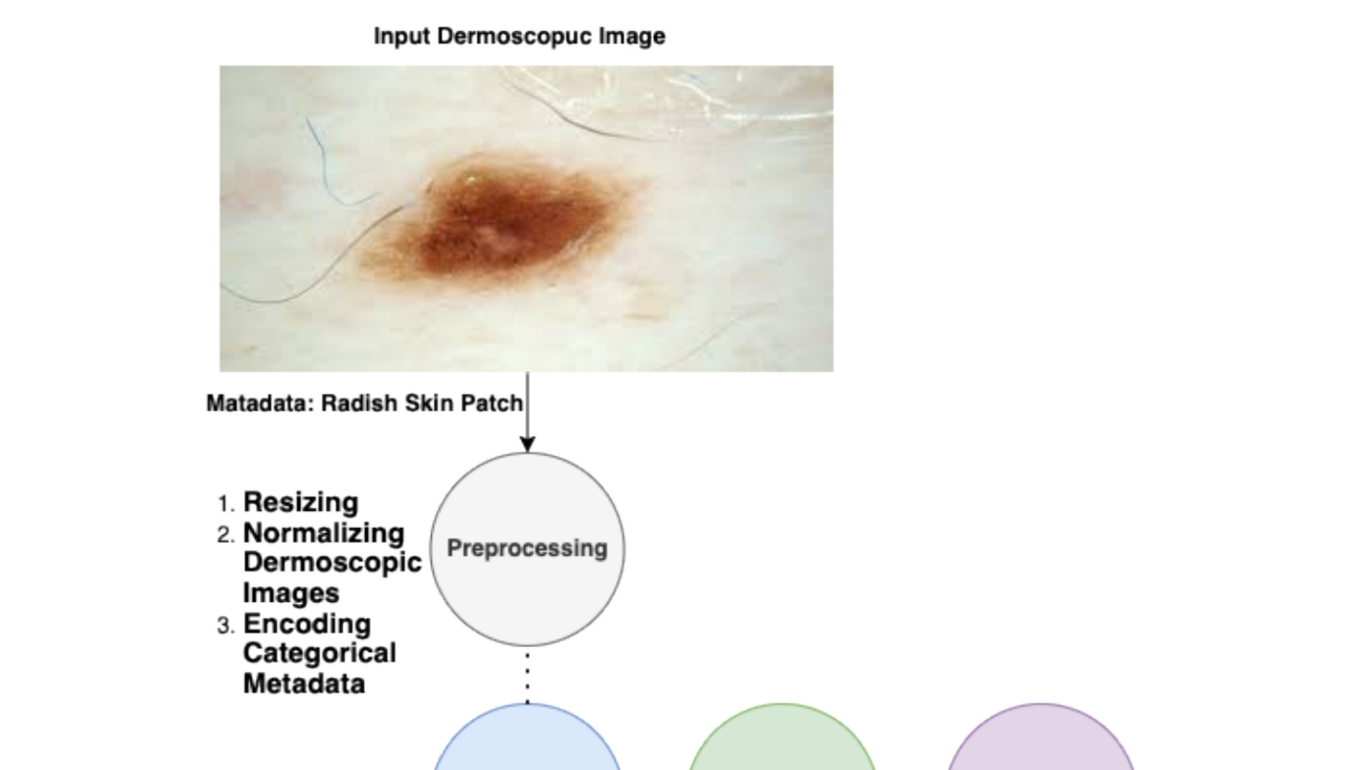 Input Dermoscopuc Image
Matadata: Radish Skin Patch
1. Resizing
2. Normalizing
Dermoscopic
Images
3. Encoding
Categorical
Metadata
Preprocessing